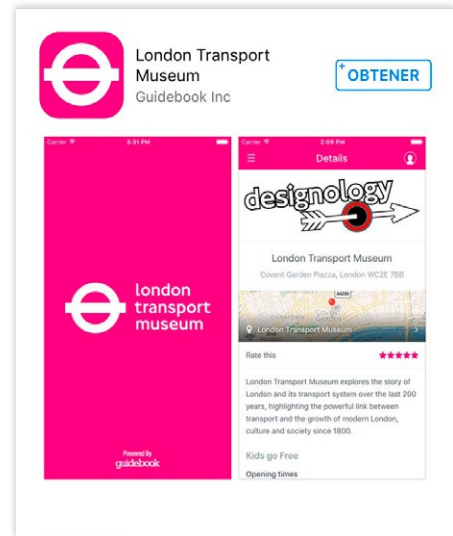 London Transport
Museum
Guidebook Inc
+OBTENER
Carrier 3:31 PM
london
transport
museum
Powered By
guidebook
Carrier 2:09 PM
Details
designology
London Transport Museum
Covent Garden Piazza, London WC2E 7BB
A4200
London Transport Museum
Rate this
London Transport Museum explores the story of
London and its transport system over the last 200
years, highlighting the powerful link between
transport and the growth of modern London,
culture and society since 1800.
Kids go Free
Opening times